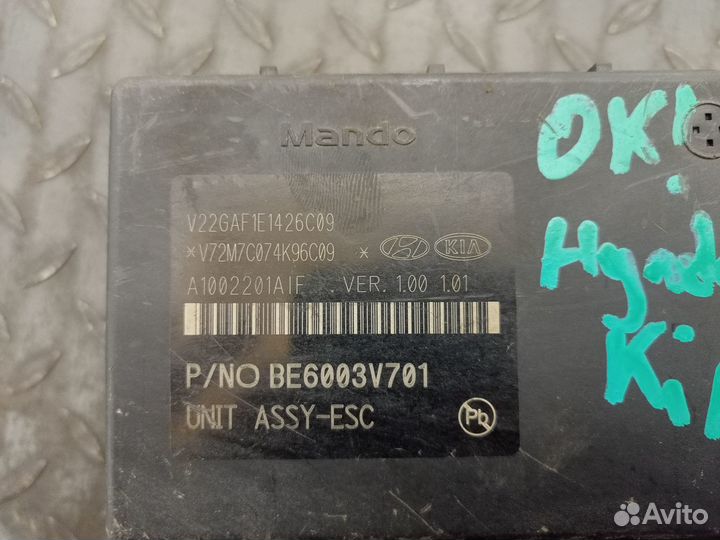 Mando
V22GAF1E1426C09
*V72M7C074K96C09 * KIA
A1002201AIF VER. 1.00 1.01
P/NO BE6003V701
UNIT ASSY-ESC
Pb
OK!
Ki
Avito